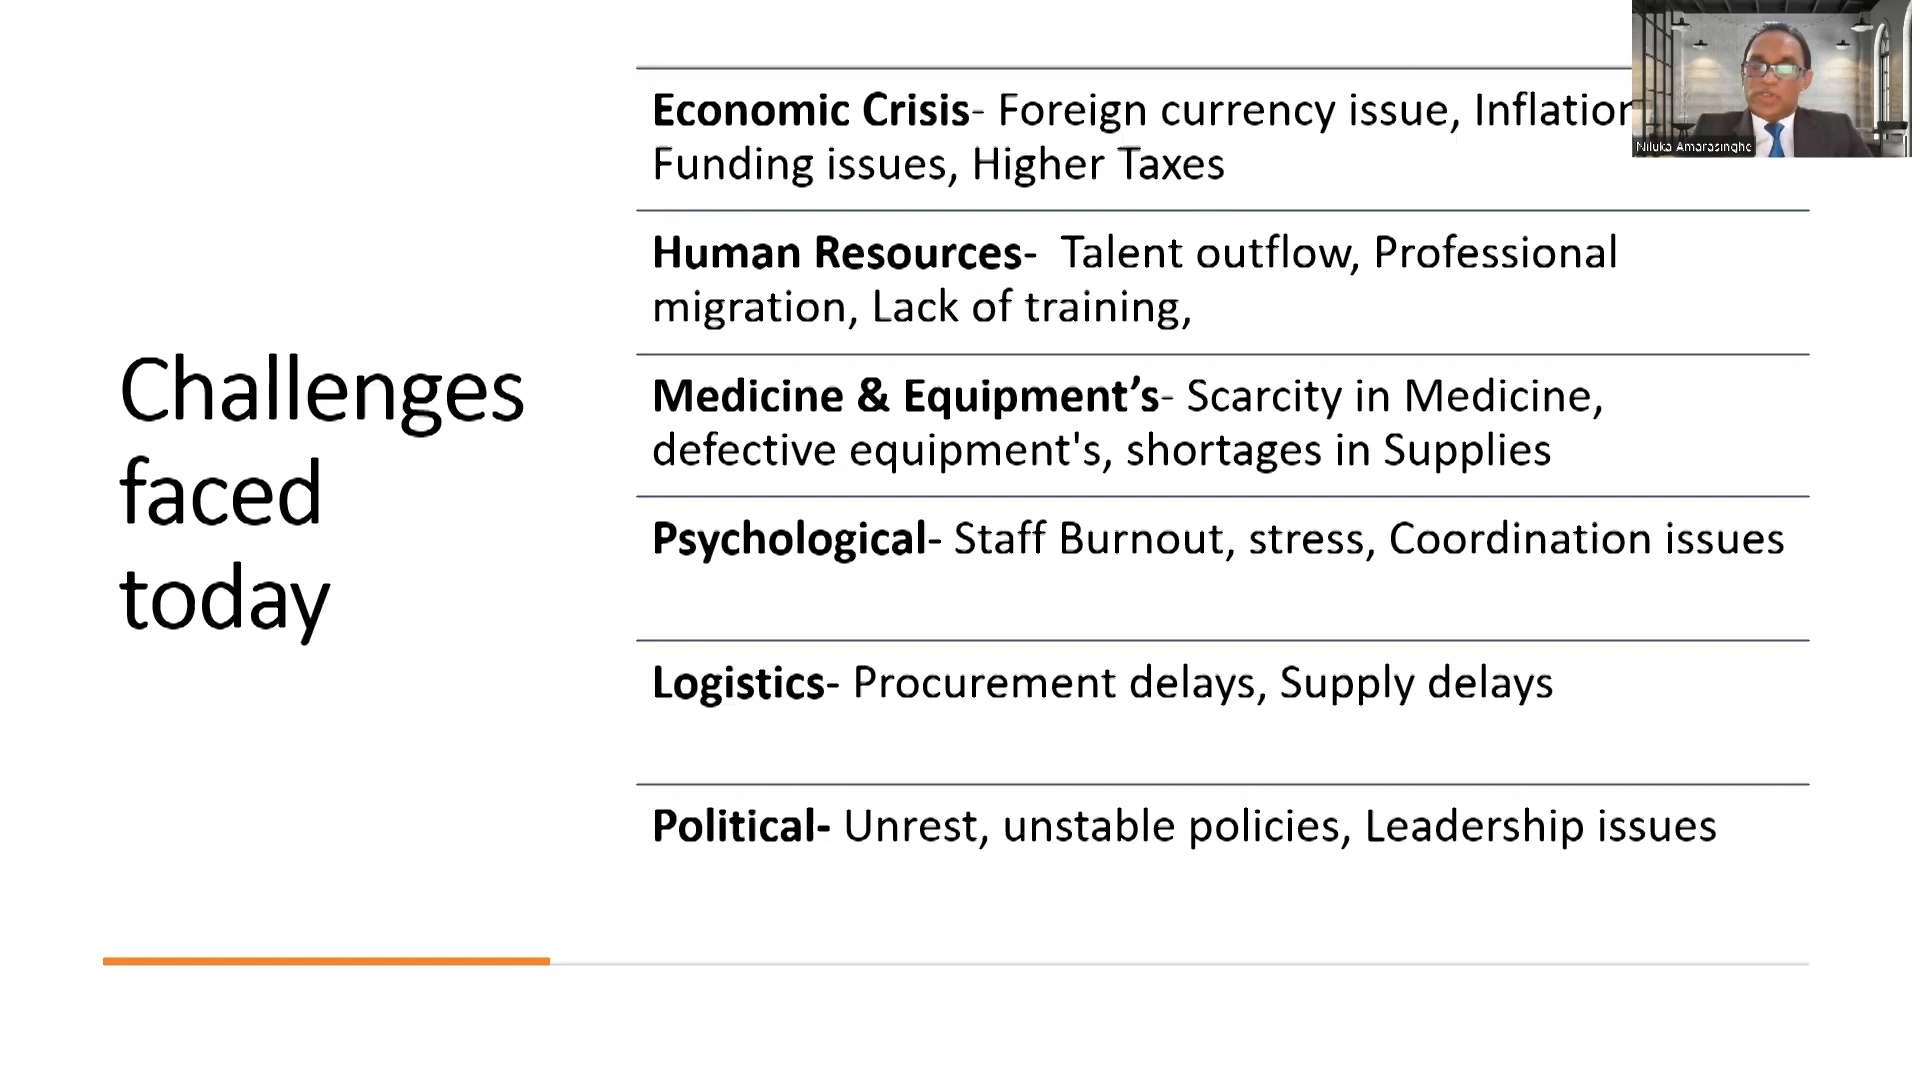 Challenges
faced
today
Economic Crisis- Foreign currency issue, Inflation
Funding issues, Higher Taxes
Human Resources-  Talent outflow, Professional
migration, Lack of training,
Medicine & Equipment’s- Scarcity in Medicine,
defective equipment's, shortages in Supplies
Psychological- Staff Burnout, stress, Coordination issues
Logistics- Procurement delays, Supply delays
Political- Unrest, unstable policies, Leadership issues
Niluka Amarasinghe